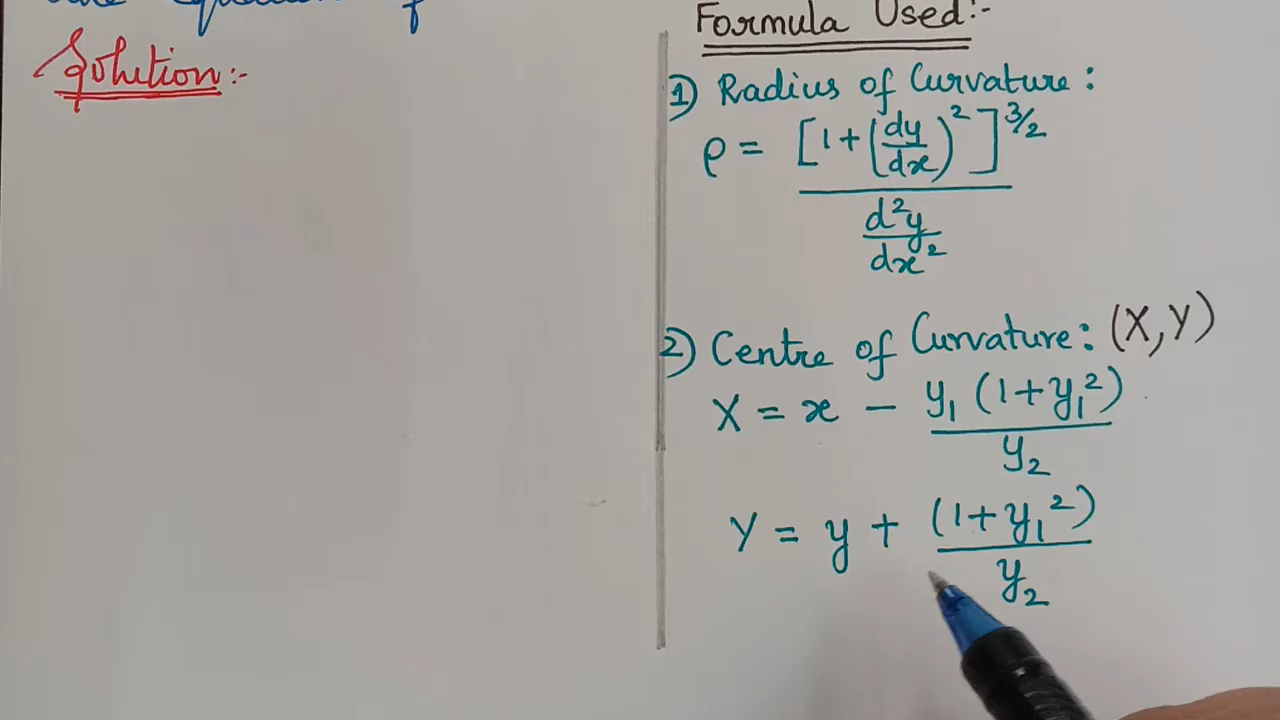 of
Solution:-
Formula Used:-
1) Radius of Curvature:
ρ = [1+(dy/dx)²]^3/2
d²y/dx²
2) Centre of Curvature: (X,Y)
X = x - y₁(1+y₁²)/y₂
Y = y + (1+y₁²)/y₂